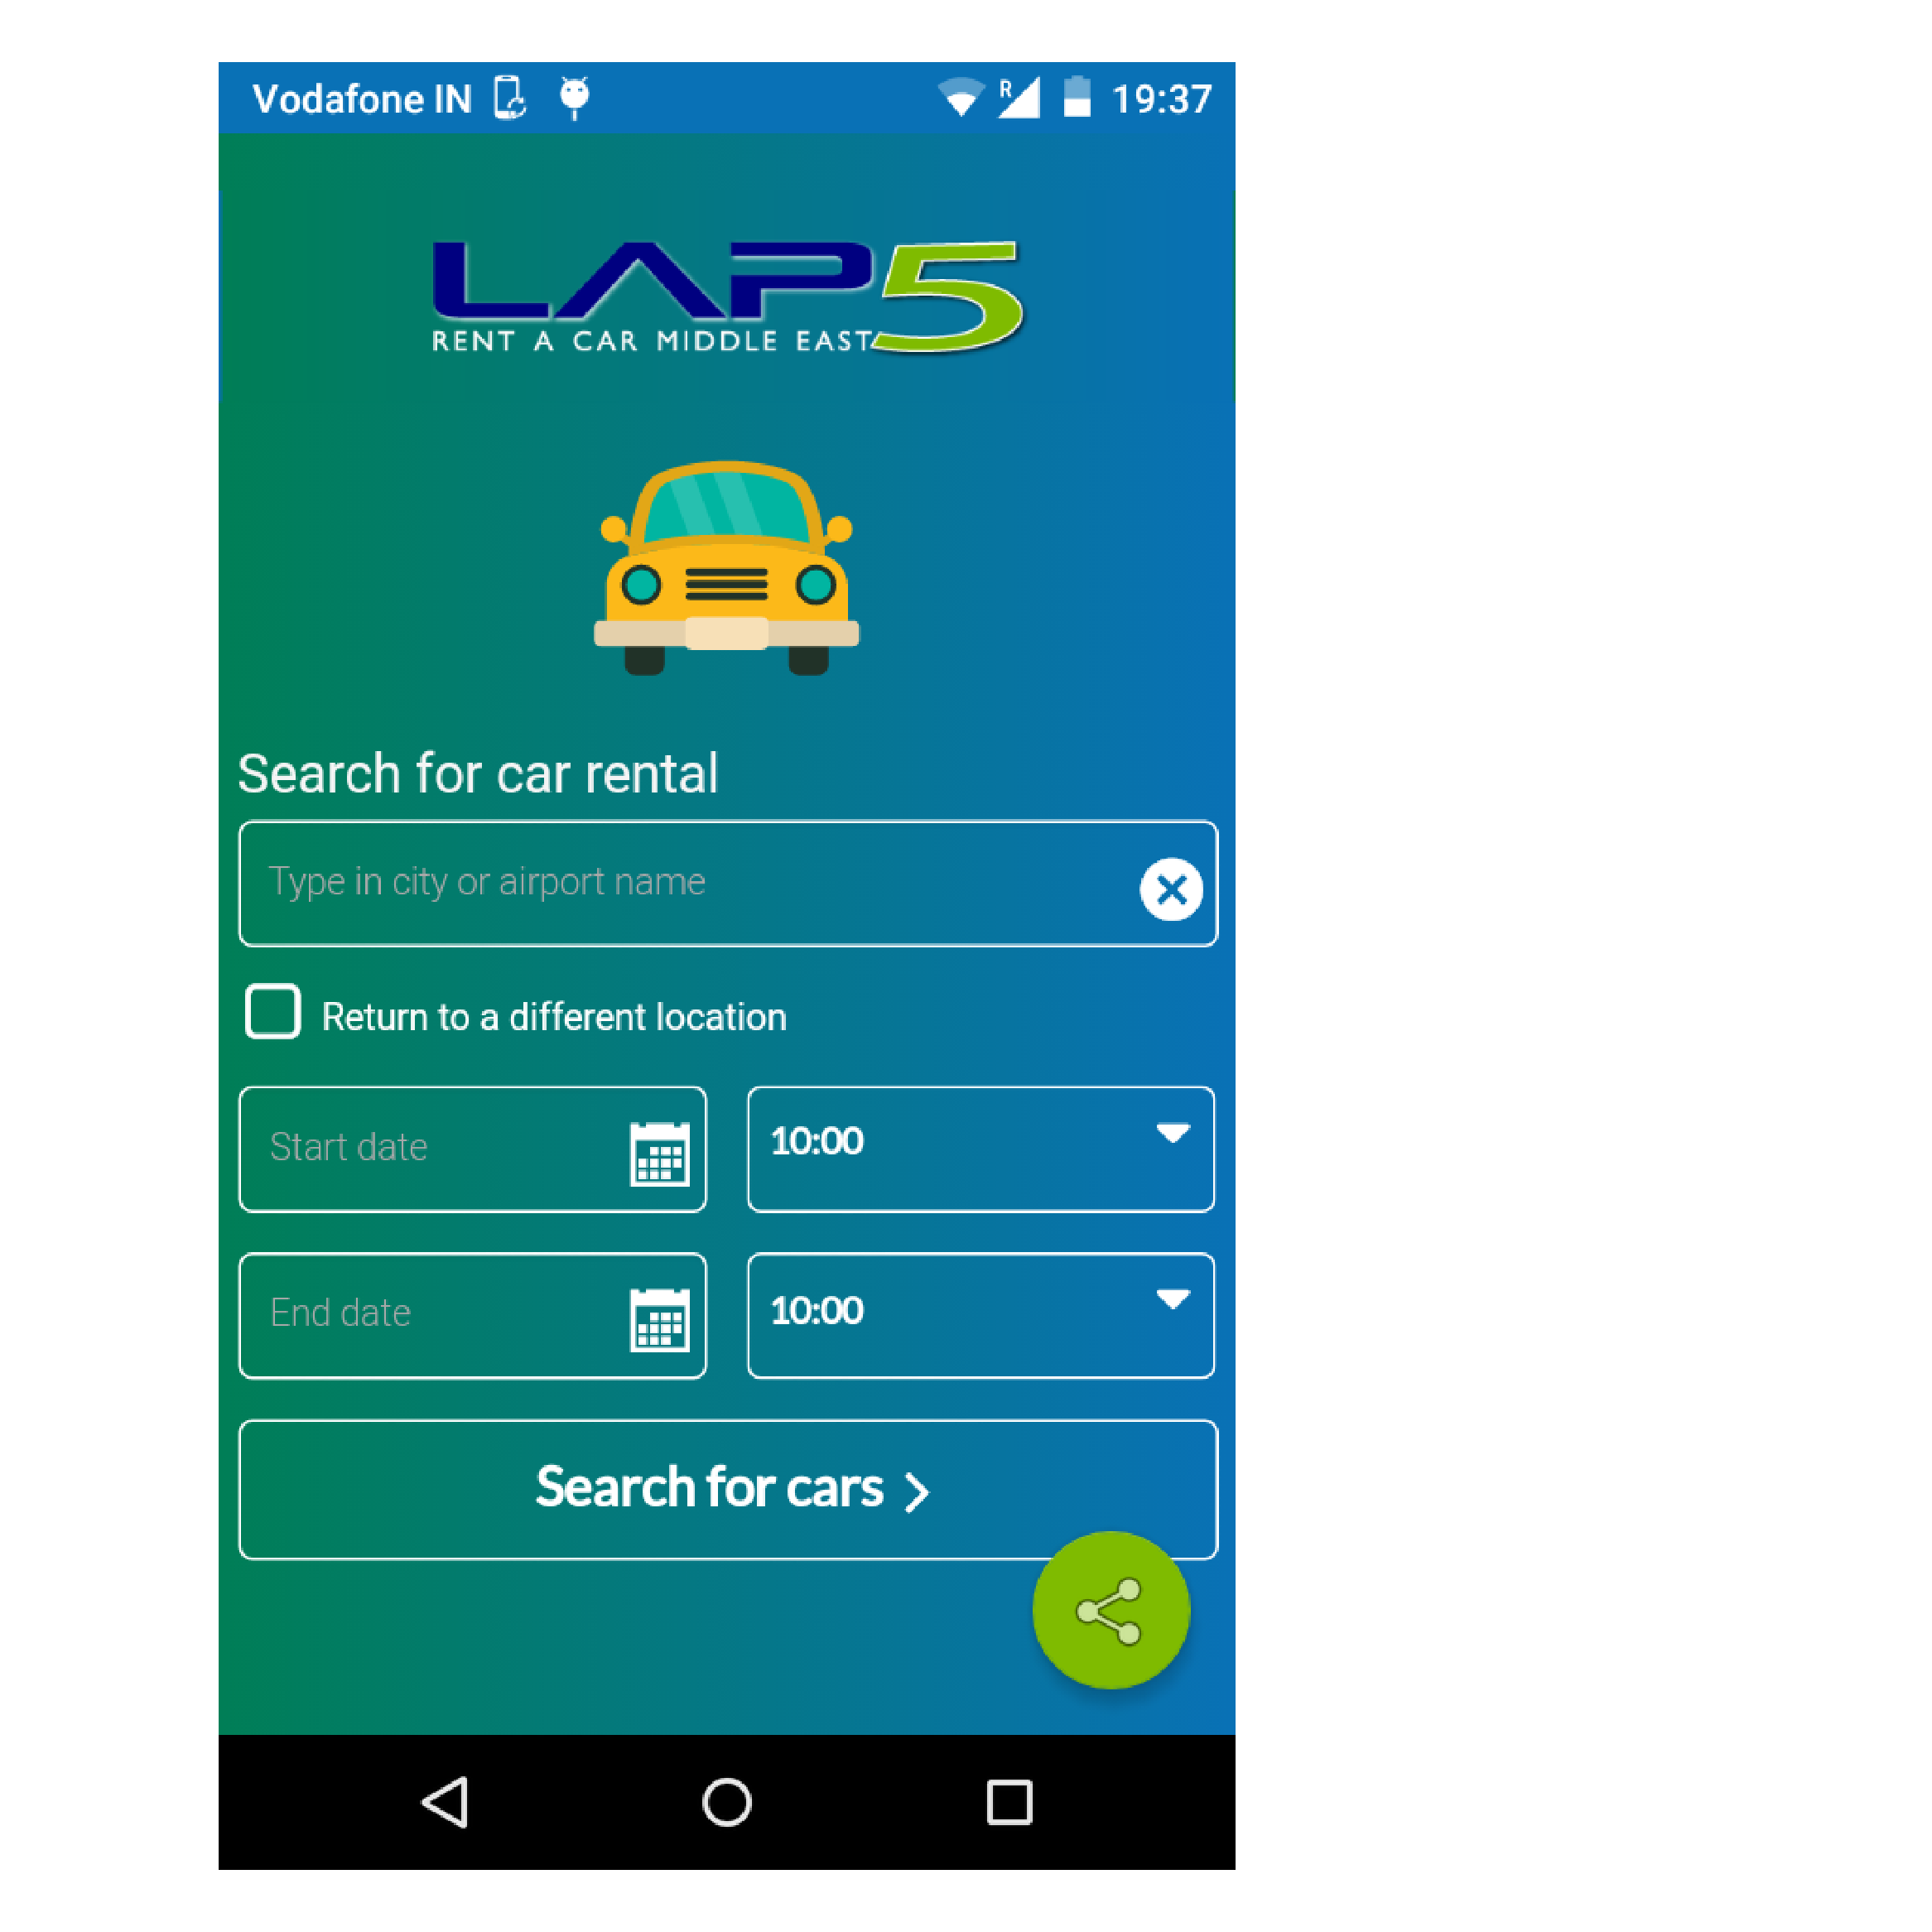 Vodafone IN
R
19:37
LAP5
RENT A CAR MIDDLE EAST
Search for car rental
Type in city or airport name
Return to a different location
Start date
10:00
End date
10:00
Search for cars